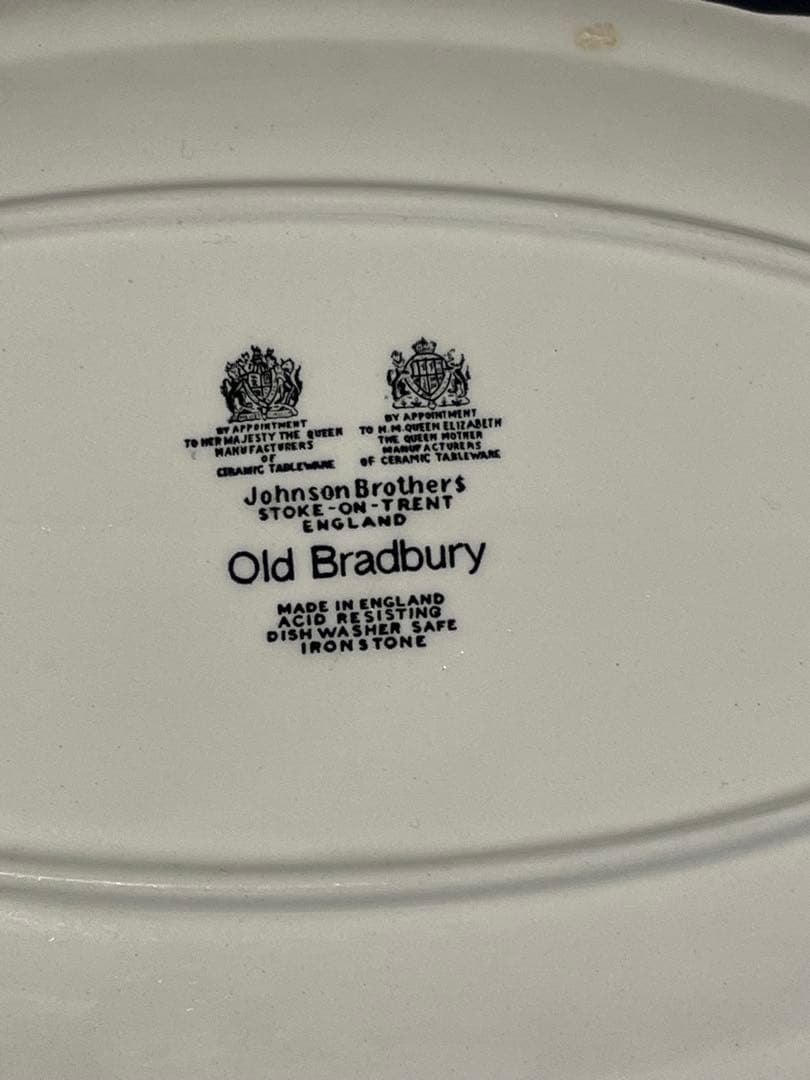 BY APPOINTMENT
TO HER MAJESTY THE QUEEN
MANUFACTURERS
OF
CERAMIC TABLEWARE
BY APPOINTMENT
TO H.M. QUEEN ELIZABETH
THE QUEEN MOTHER
MANUFACTURERS
OF CERAMIC TABLEWARE
Johnson Brothers
STOKE-ON-TRENT
ENGLAND
Old Bradbury
MADE IN ENGLAND
ACID RESISTING
DISH WASHER SAFE
IRONSTONE